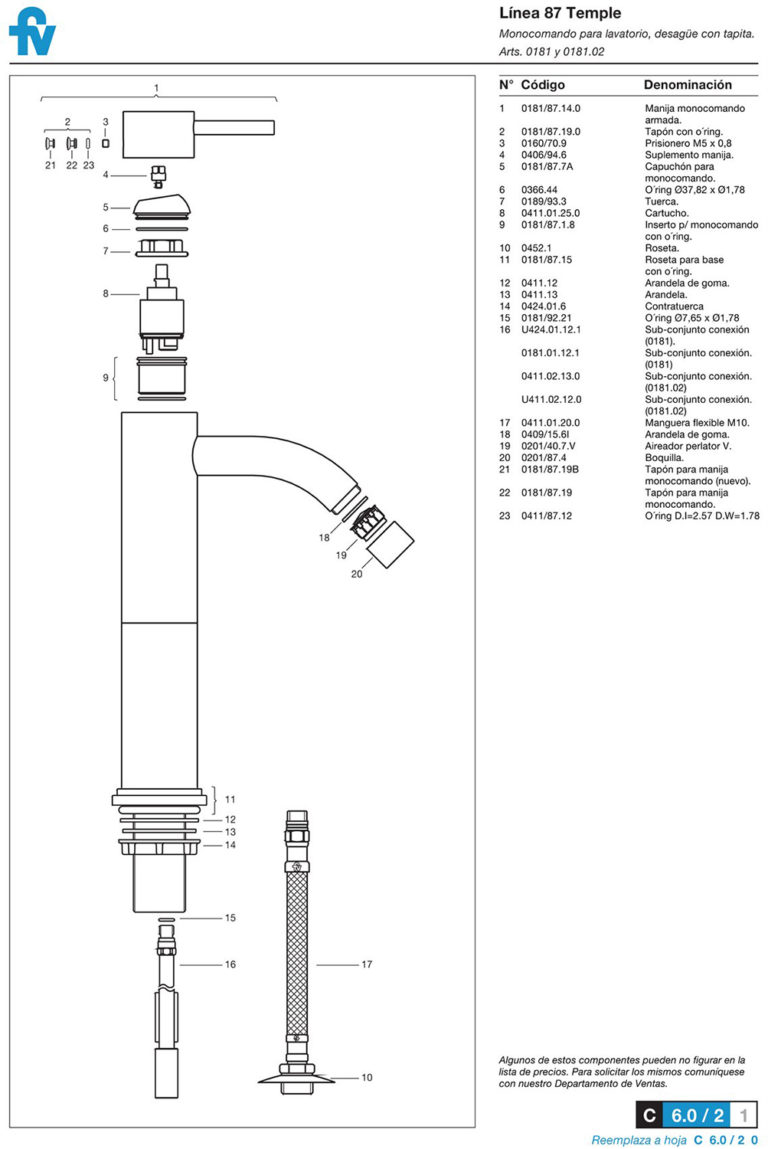 fv
Línea 87 Temple
Monocomando para lavatorio, desagüe con tapita.
Arts. 0181 y 0181.02
1
2
3
21 22 23
4
5
6
7
8
9
18
19
20
11
12
13
14
15
16
17
10
N° Código Denominación
1 0181/87.14.0 Manija monocomando
armada.
2 0181/87.19.0 Tapón con o´ring.
3 0160/70.9 Prisionero M5 x 0,8
4 0406/94.6 Suplemento manija.
5 0181/87.7A Capuchón para
monocomando.
6 0366.44 O´ring Ø37,82 x Ø1,78
7 0189/93.3 Tuerca.
8 0411.01.25.0 Cartucho.
9 0181/87.1.8 Inserto p/ monocomando
con o´ring.
10 0452.1 Roseta.
11 0181/87.15 Roseta para base
con o´ring.
12 0411.12 Arandela de goma.
13 0411.13 Arandela.
14 0424.01.6 Contratuerca
15 0181/92.21 O´ring Ø7,65 x Ø1,78
16 U424.01.12.1 Sub-conjunto conexión
(0181).
0181.01.12.1 Sub-conjunto conexión.
(0181)
0411.02.13.0 Sub-conjunto conexión.
(0181.02)
U411.02.12.0 Sub-conjunto conexión.
(0181.02)
17 0411.01.20.0 Manguera flexible M10.
18 0409/15.6I Arandela de goma.
19 0201/40.7.V Aireador perlator V.
20 0201/87.4 Boquilla.
21 0181/87.19B Tapón para manija
monocomando (nuevo).
22 0181/87.19 Tapón para manija
monocomando.
23 0411/87.12 O´ring D.I=2.57 D.W=1.78
Algunos de estos componentes pueden no figurar en la
lista de precios. Para solicitar los mismos comuníquese
con nuestro Departamento de Ventas.
C 6.0 / 2 1
Reemplaza a hoja C 6.0 / 2 0